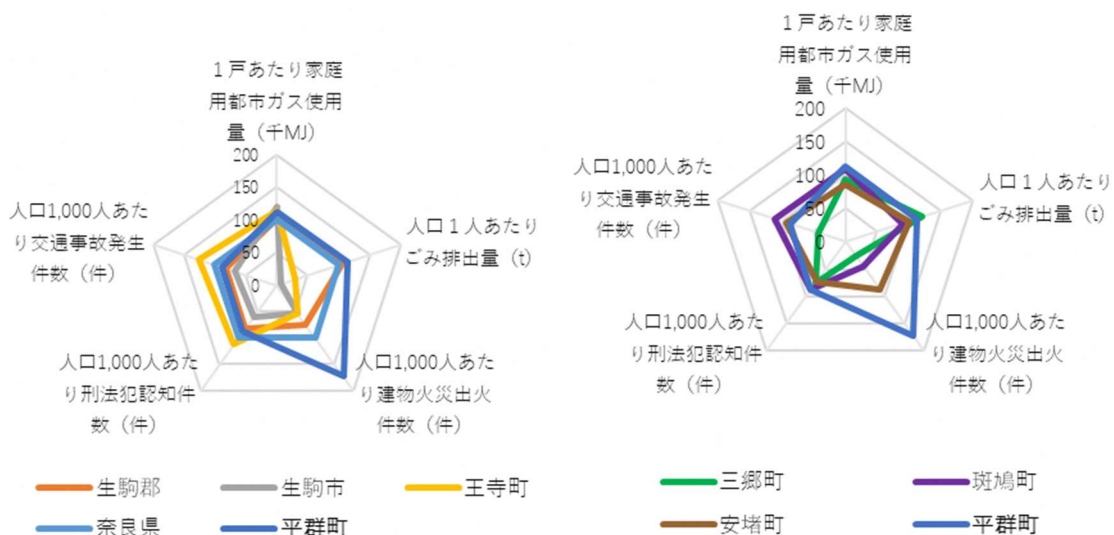 １戸あたり家庭
用都市ガス使用
量（千MJ）
200
150
100
50
0
人口１人あたり
ごみ排出量（t）
人口1,000人あた
り建物火災出火
件数（件）
人口1,000人あた
り刑法犯認知件
数（件）
人口1,000人あた
り交通事故発生
件数（件）
生駒郡
生駒市
王寺町
奈良県
平群町
１戸あたり家庭
用都市ガス使用
量（千MJ）
200
150
100
50
0
人口１人あたり
ごみ排出量（t）
人口1,000人あた
り建物火災出火
件数（件）
人口1,000人あた
り刑法犯認知件
数（件）
人口1,000人あた
り交通事故発生
件数（件）
三郷町
斑鳩町
安堵町
平群町